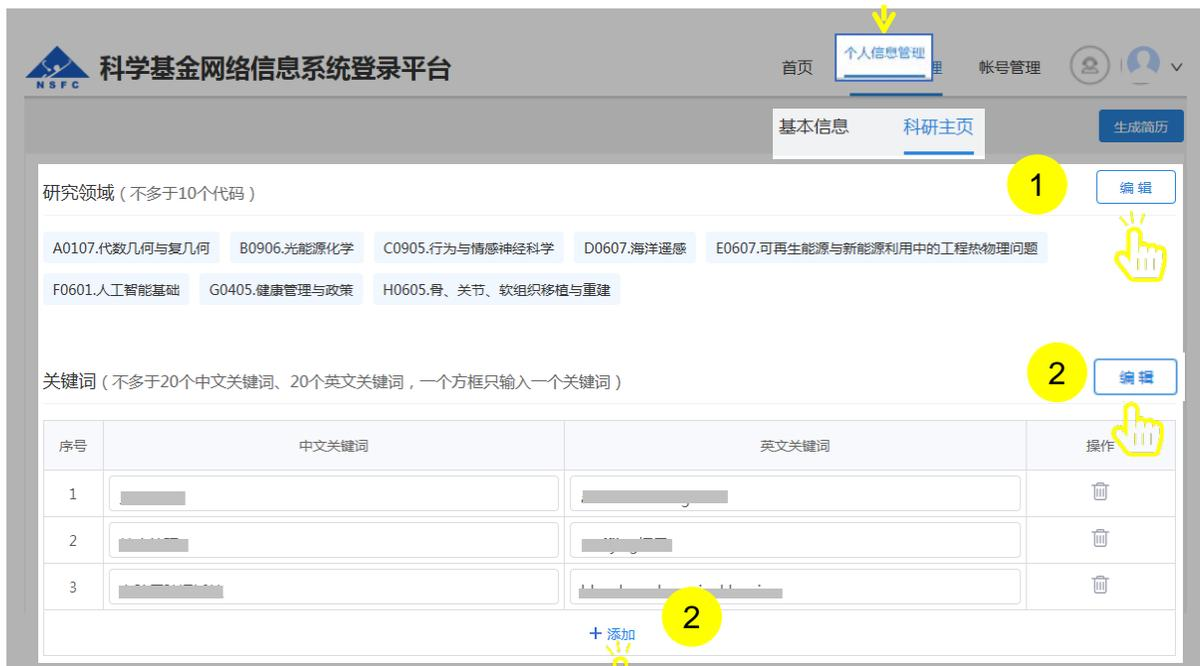 个人信息管理
NSFC 科学基金网络信息系统登录平台 首页 理 帐号管理
基本信息 科研主页 生成简历
研究领域（不多于10个代码） 1 编辑
A0107.代数几何与复几何 B0906.光能源化学 C0905.行为与情感神经科学 D0607.海洋遥感 E0607.可再生能源与新能源利用中的工程热物理问题
F0601.人工智能基础 G0405.健康管理与政策 H0605.骨、关节、软组织移植与重建
关键词（不多于20个中文关键词、20个英文关键词，一个方框只输入一个关键词） 2 编辑
序号 中文关键词 英文关键词 操作
1
2
3
+ 添加 2